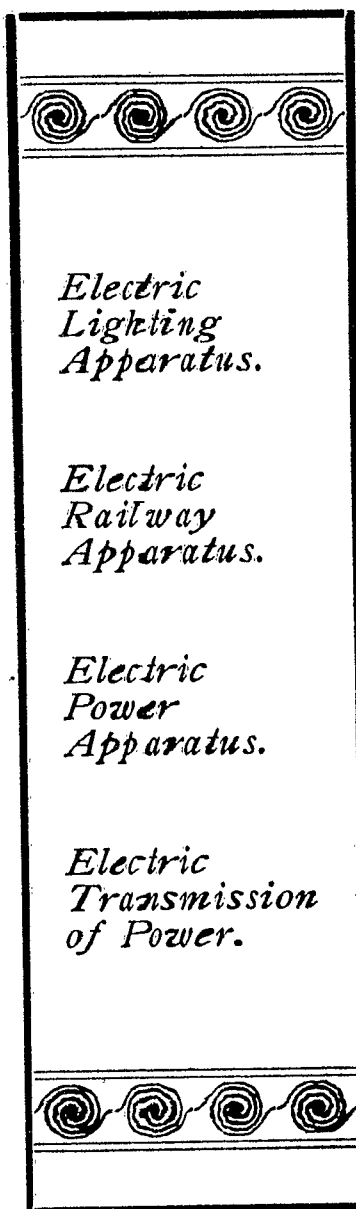 Electric
Lighting
Apparatus.
Electric
Railway
Apparatus.
Electric
Power
Apparatus.
Electric
Transmission
of Power.